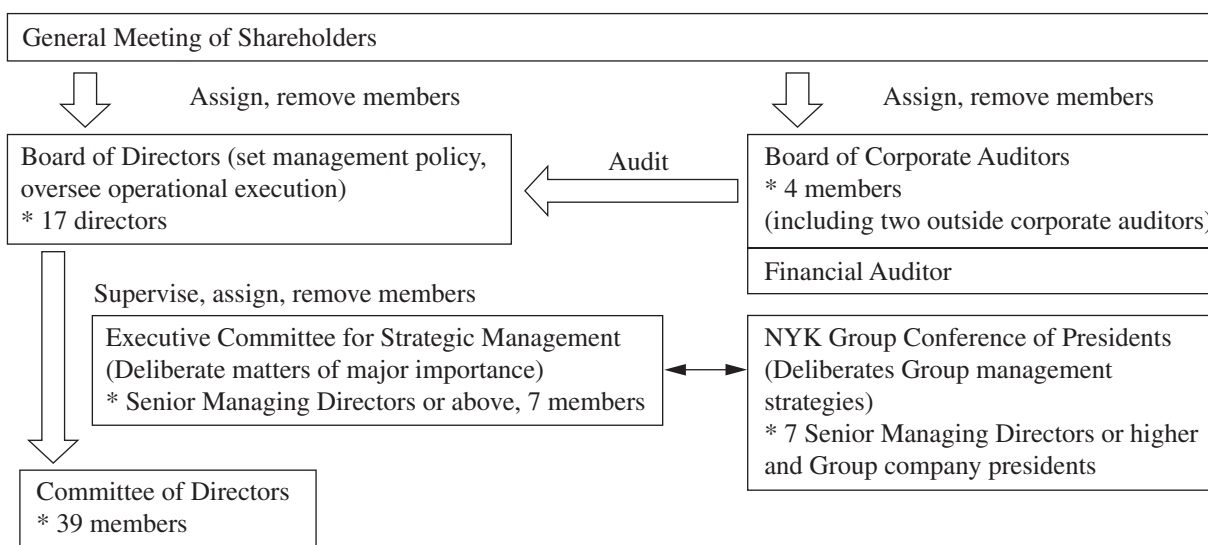 General Meeting of Shareholders
Assign, remove members
Assign, remove members
Board of Directors (set management policy,
oversee operational execution)
* 17 directors
Audit
Board of Corporate Auditors
* 4 members
(including two outside corporate auditors)
Financial Auditor
Supervise, assign, remove members
Executive Committee for Strategic Management
(Deliberate matters of major importance)
* Senior Managing Directors or above, 7 members
NYK Group Conference of Presidents
(Deliberates Group management
strategies)
* 7 Senior Managing Directors or higher
and Group company presidents
Committee of Directors
* 39 members